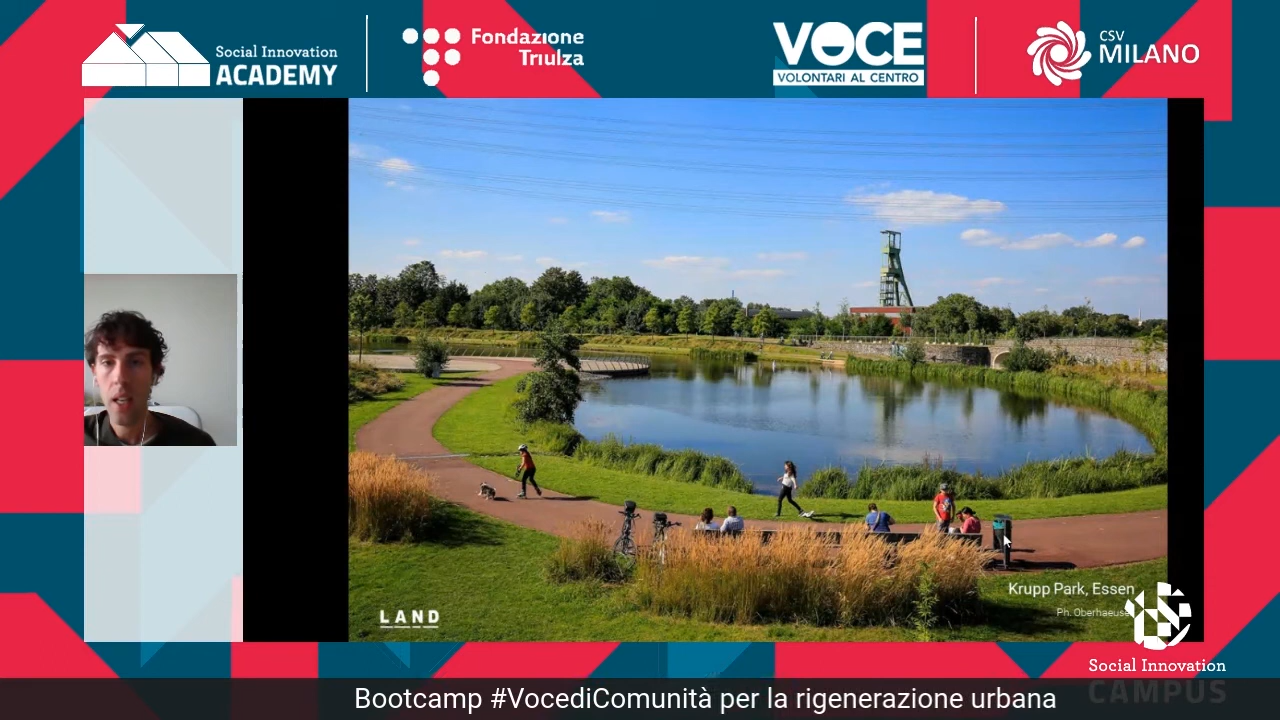 Social Innovation
ACADEMY
Fondazione
Triulza
VOCE
VOLONTARI AL CENTRO
CSV
MILANO
Krupp Park, Essen
LAND
Social Innovation
CAMPUS
Bootcamp #VocediComunità per la rigenerazione urbana